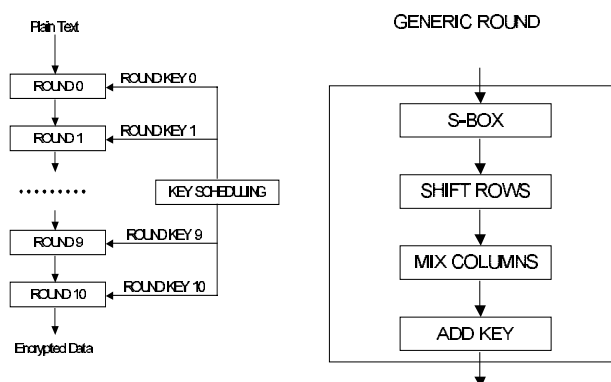 Plain Text
ROUND 0
ROUND KEY 0
ROUND 1
ROUND KEY 1
KEY SCHEDULING
.........
ROUND 9
ROUND KEY 9
ROUND 10
ROUND KEY 10
Encrypted Data
GENERIC ROUND
S-BOX
SHIFT ROWS
MIX COLUMNS
ADD KEY